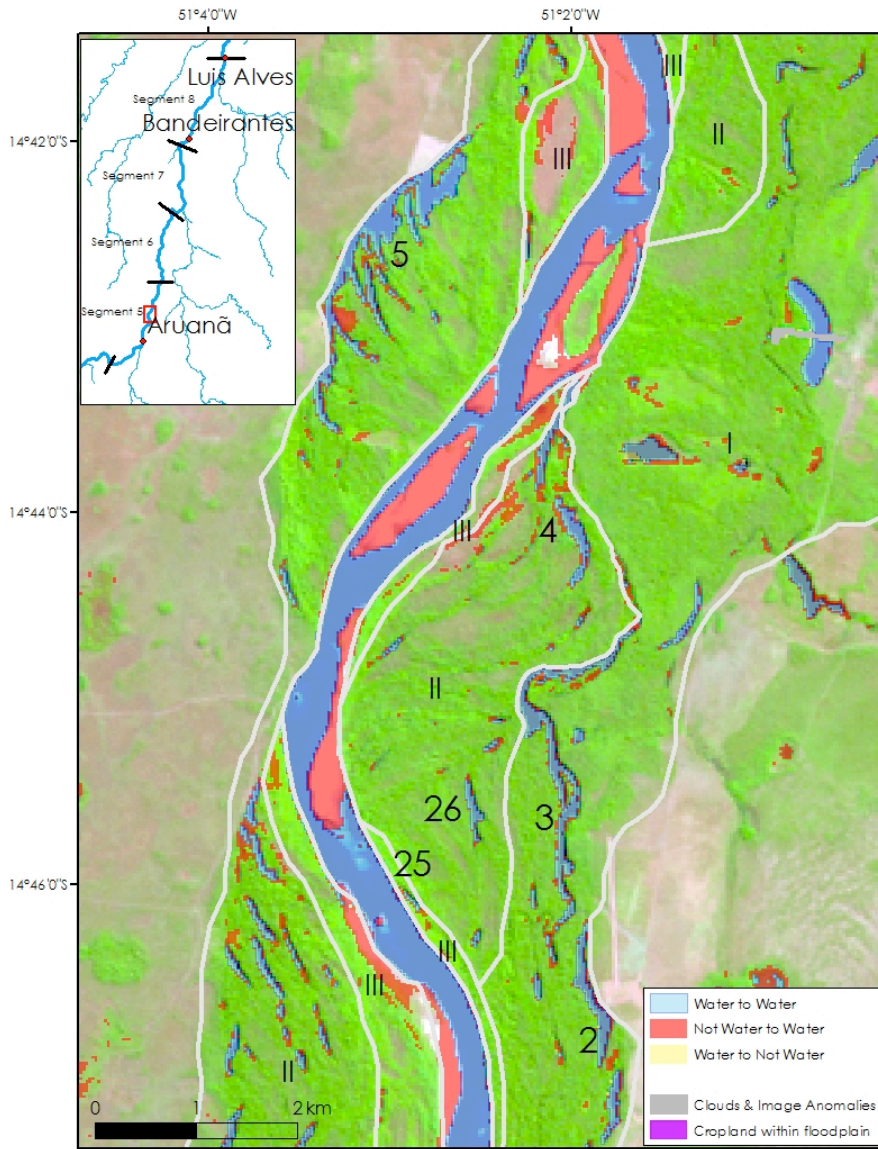 51°4'0"W 51°2'0"W
Luis Alves
Segment 8
Bandeirantes
Segment 7
Segment 6
Segment 5
Aruanã
14°42'0"S
14°44'0"S
14°46'0"S
III
II
III
5
I
4
III
II
26
3
25
III
III
2
II
0 1 2 km
Water to Water
Not Water to Water
Water to Not Water
Clouds & Image Anomalies
Cropland within floodplain